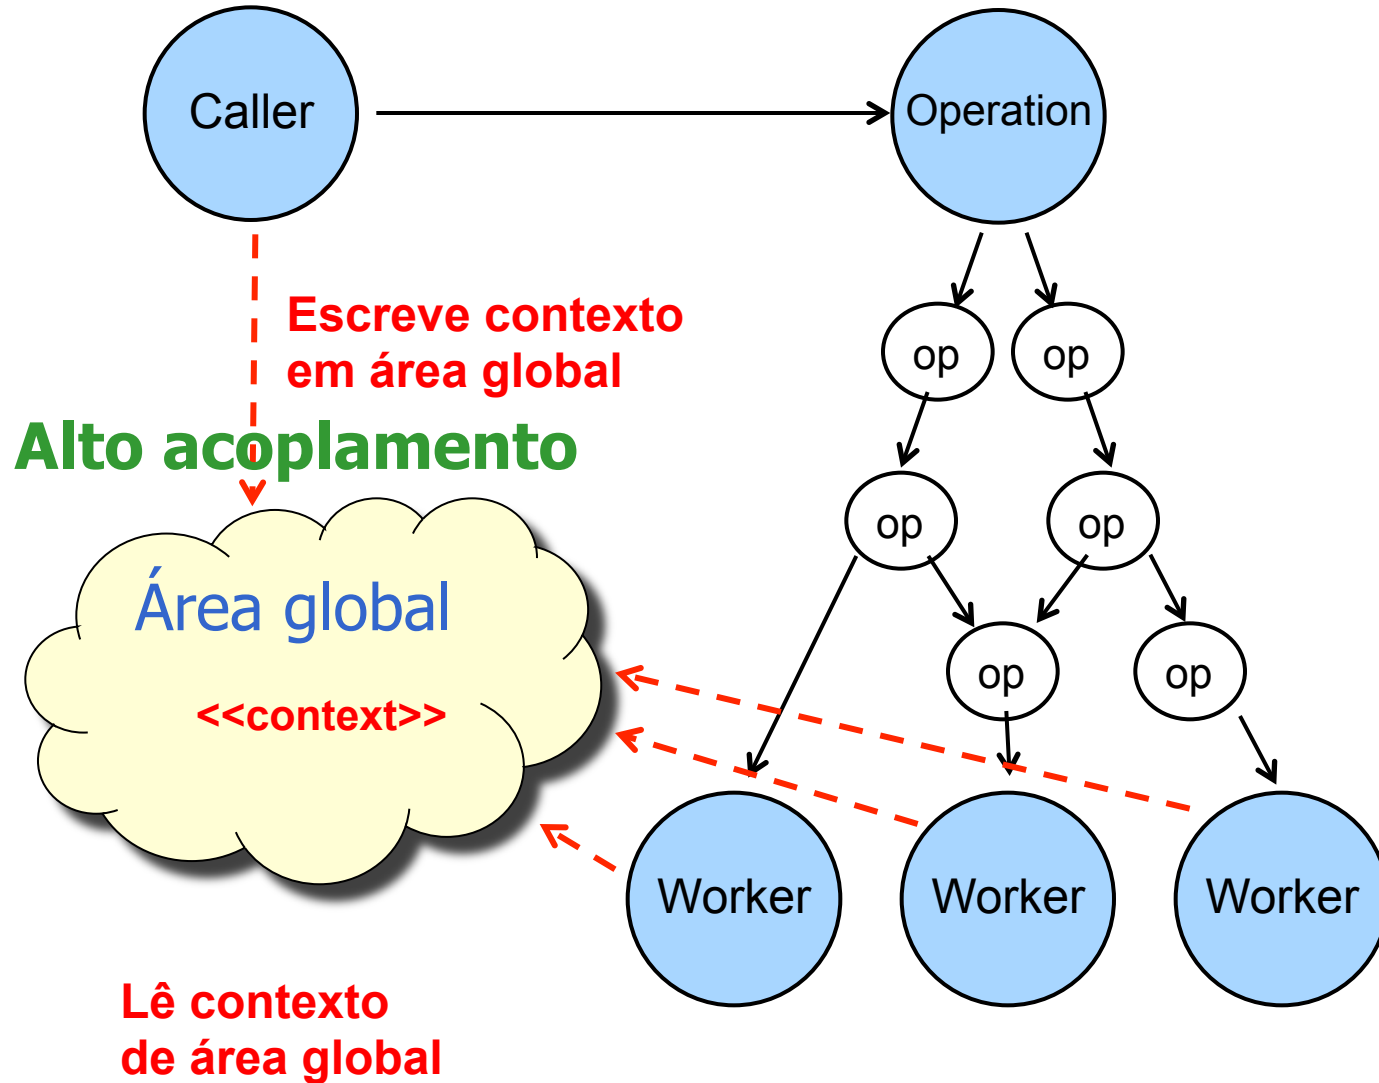 Caller
Operation
Escreve contexto
em área global
op
op
Alto acoplamento
op
op
Área global
op
op
<<context>>
Worker
Worker
Worker
Lê contexto
de área global